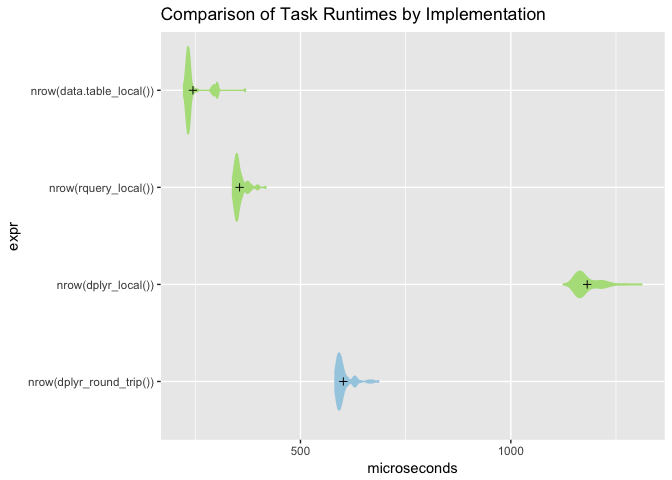 Comparison of Task Runtimes by Implementation
expr
nrow(data.table_local())
nrow(rquery_local())
nrow(dplyr_local())
nrow(dplyr_round_trip())
500 1000
microseconds